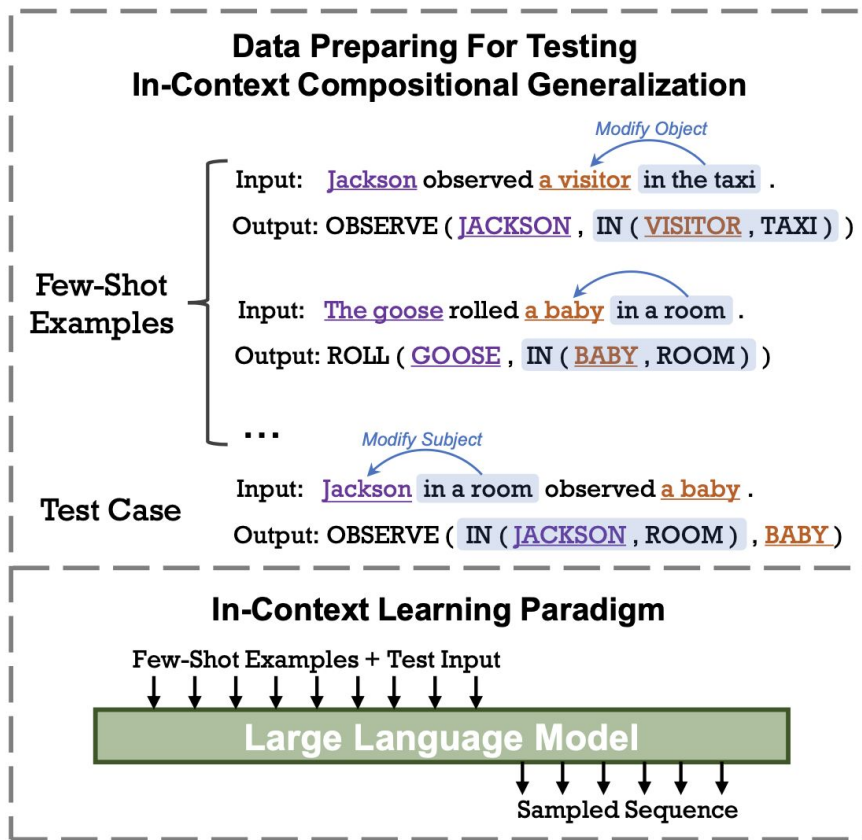 Data Preparing For Testing
In-Context Compositional Generalization
Modify Object
Input: Jackson observed a visitor in the taxi .
Output: OBSERVE ( JACKSON , IN ( VISITOR , TAXI ) )
Few-Shot
Examples
Input: The goose rolled a baby in a room .
Output: ROLL ( GOOSE , IN ( BABY , ROOM ) )
...
Modify Subject
Test Case
Input: Jackson in a room observed a baby .
Output: OBSERVE ( IN ( JACKSON , ROOM ) , BABY )
In-Context Learning Paradigm
Few-Shot Examples + Test Input
Large Language Model
Sampled Sequence